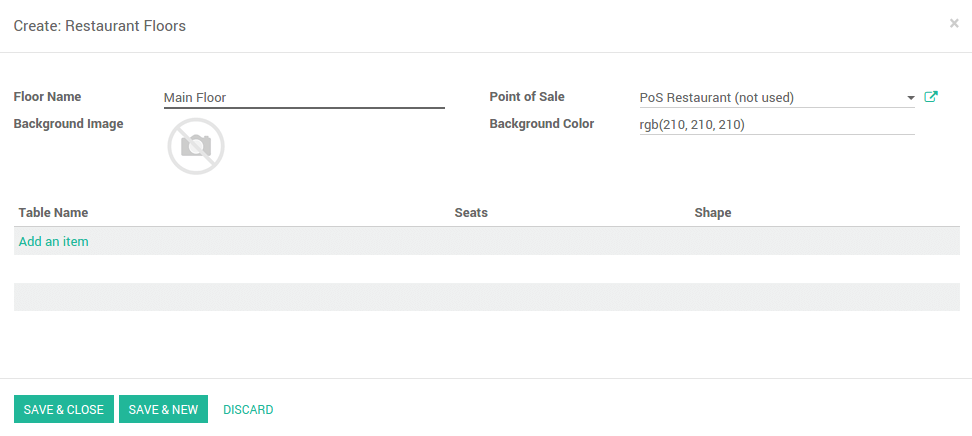 Create: Restaurant Floors ×
Floor Name Main Floor Point of Sale PoS Restaurant (not used)
Background Image Background Color rgb(210, 210, 210)
Table Name Seats Shape
Add an item
SAVE & CLOSE SAVE & NEW DISCARD